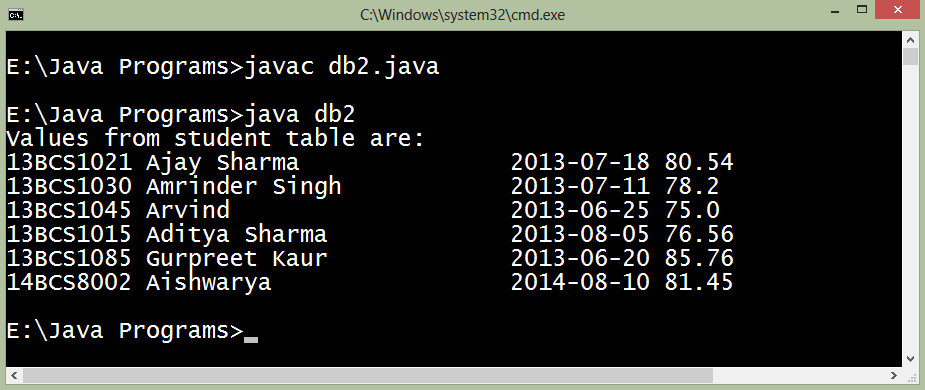 C:\Windows\system32\cmd.exe
E:\Java Programs>javac db2.java
E:\Java Programs>java db2
Values from student table are:
13BCS1021 Ajay Sharma               2013-07-18 80.54
13BCS1030 Amrinder Singh            2013-07-11 78.2
13BCS1045 Arvind                    2013-06-25 75.0
13BCS1015 Aditya Sharma             2013-08-05 76.56
13BCS1085 Gurpreet Kaur             2013-06-20 85.76
14BCS8002 Aishwarya                 2014-08-10 81.45
E:\Java Programs>